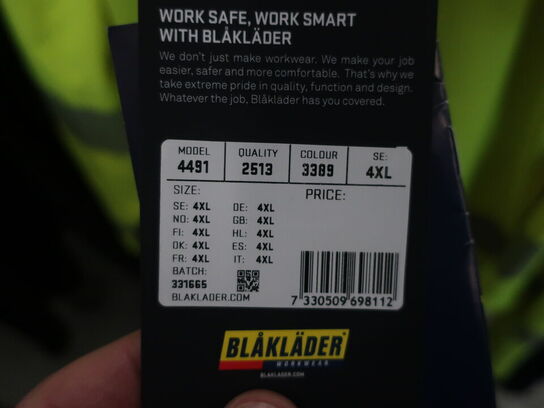 WORK SAFE, WORK SMART
WITH BLÅKLÄDER
We don't just make workwear. We make your job
easier, safer and more comfortable. That's why we
take extreme pride in quality, function and design.
Whatever the job, Blåkläder has you covered.
MODEL QUALITY COLOUR SE:
4491 2513 3389 4XL
SIZE: PRICE:
SE: 4XL DE: 4XL
NO: 4XL GB: 4XL
FI: 4XL HL: 4XL
DK: 4XL ES: 4XL
FR: 4XL IT: 4XL
BATCH:
331665
BLAKLADER.COM
7 330509 698112
BLÅKLÄDER
WORKWEAR
BLAKLADER.COM